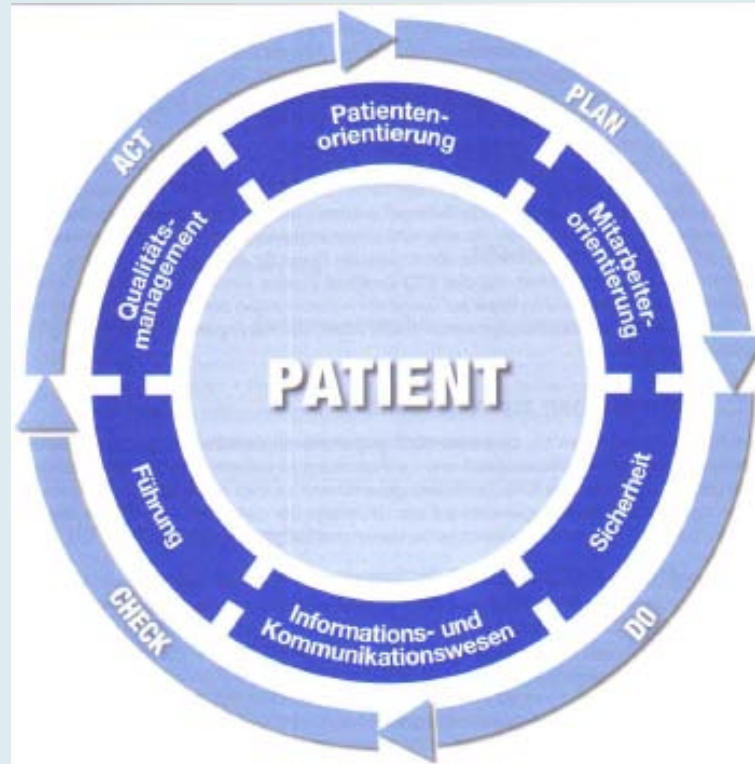 PLAN
DO
CHECK
ACT
Patienten-
orientierung
Mitarbeiter-
orientierung
Sicherheit
Informations- und
Kommunikationswesen
Führung
Qualitäts-
management
PATIENT